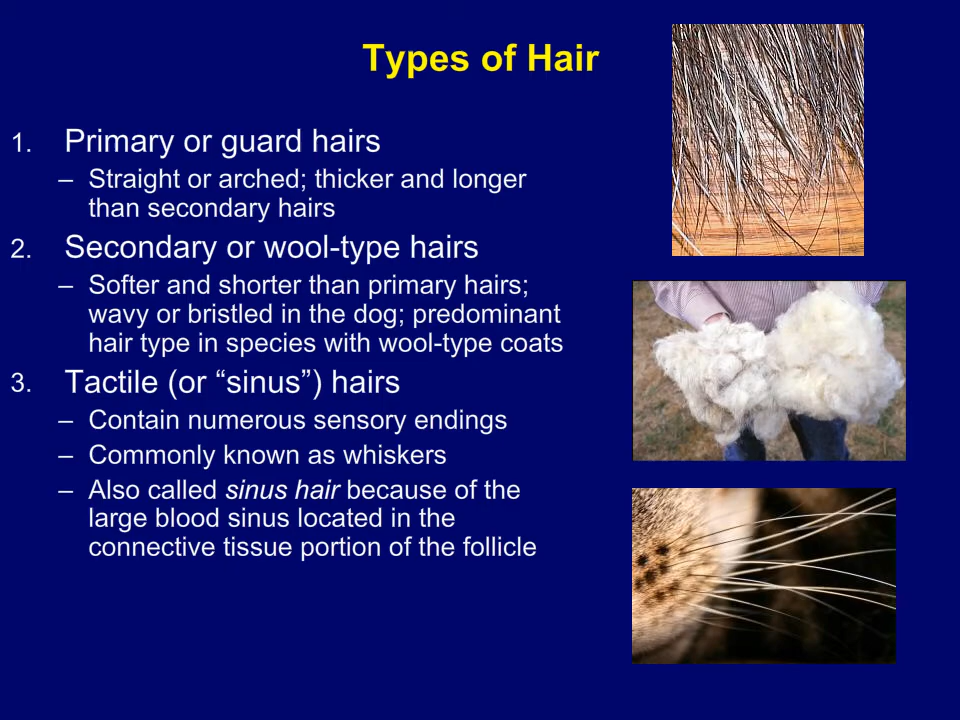 Types of Hair
1. Primary or guard hairs
– Straight or arched; thicker and longer
than secondary hairs
2. Secondary or wool-type hairs
– Softer and shorter than primary hairs;
wavy or bristled in the dog; predominant
hair type in species with wool-type coats
3. Tactile (or “sinus”) hairs
– Contain numerous sensory endings
– Commonly known as whiskers
– Also called sinus hair because of the
large blood sinus located in the
connective tissue portion of the follicle